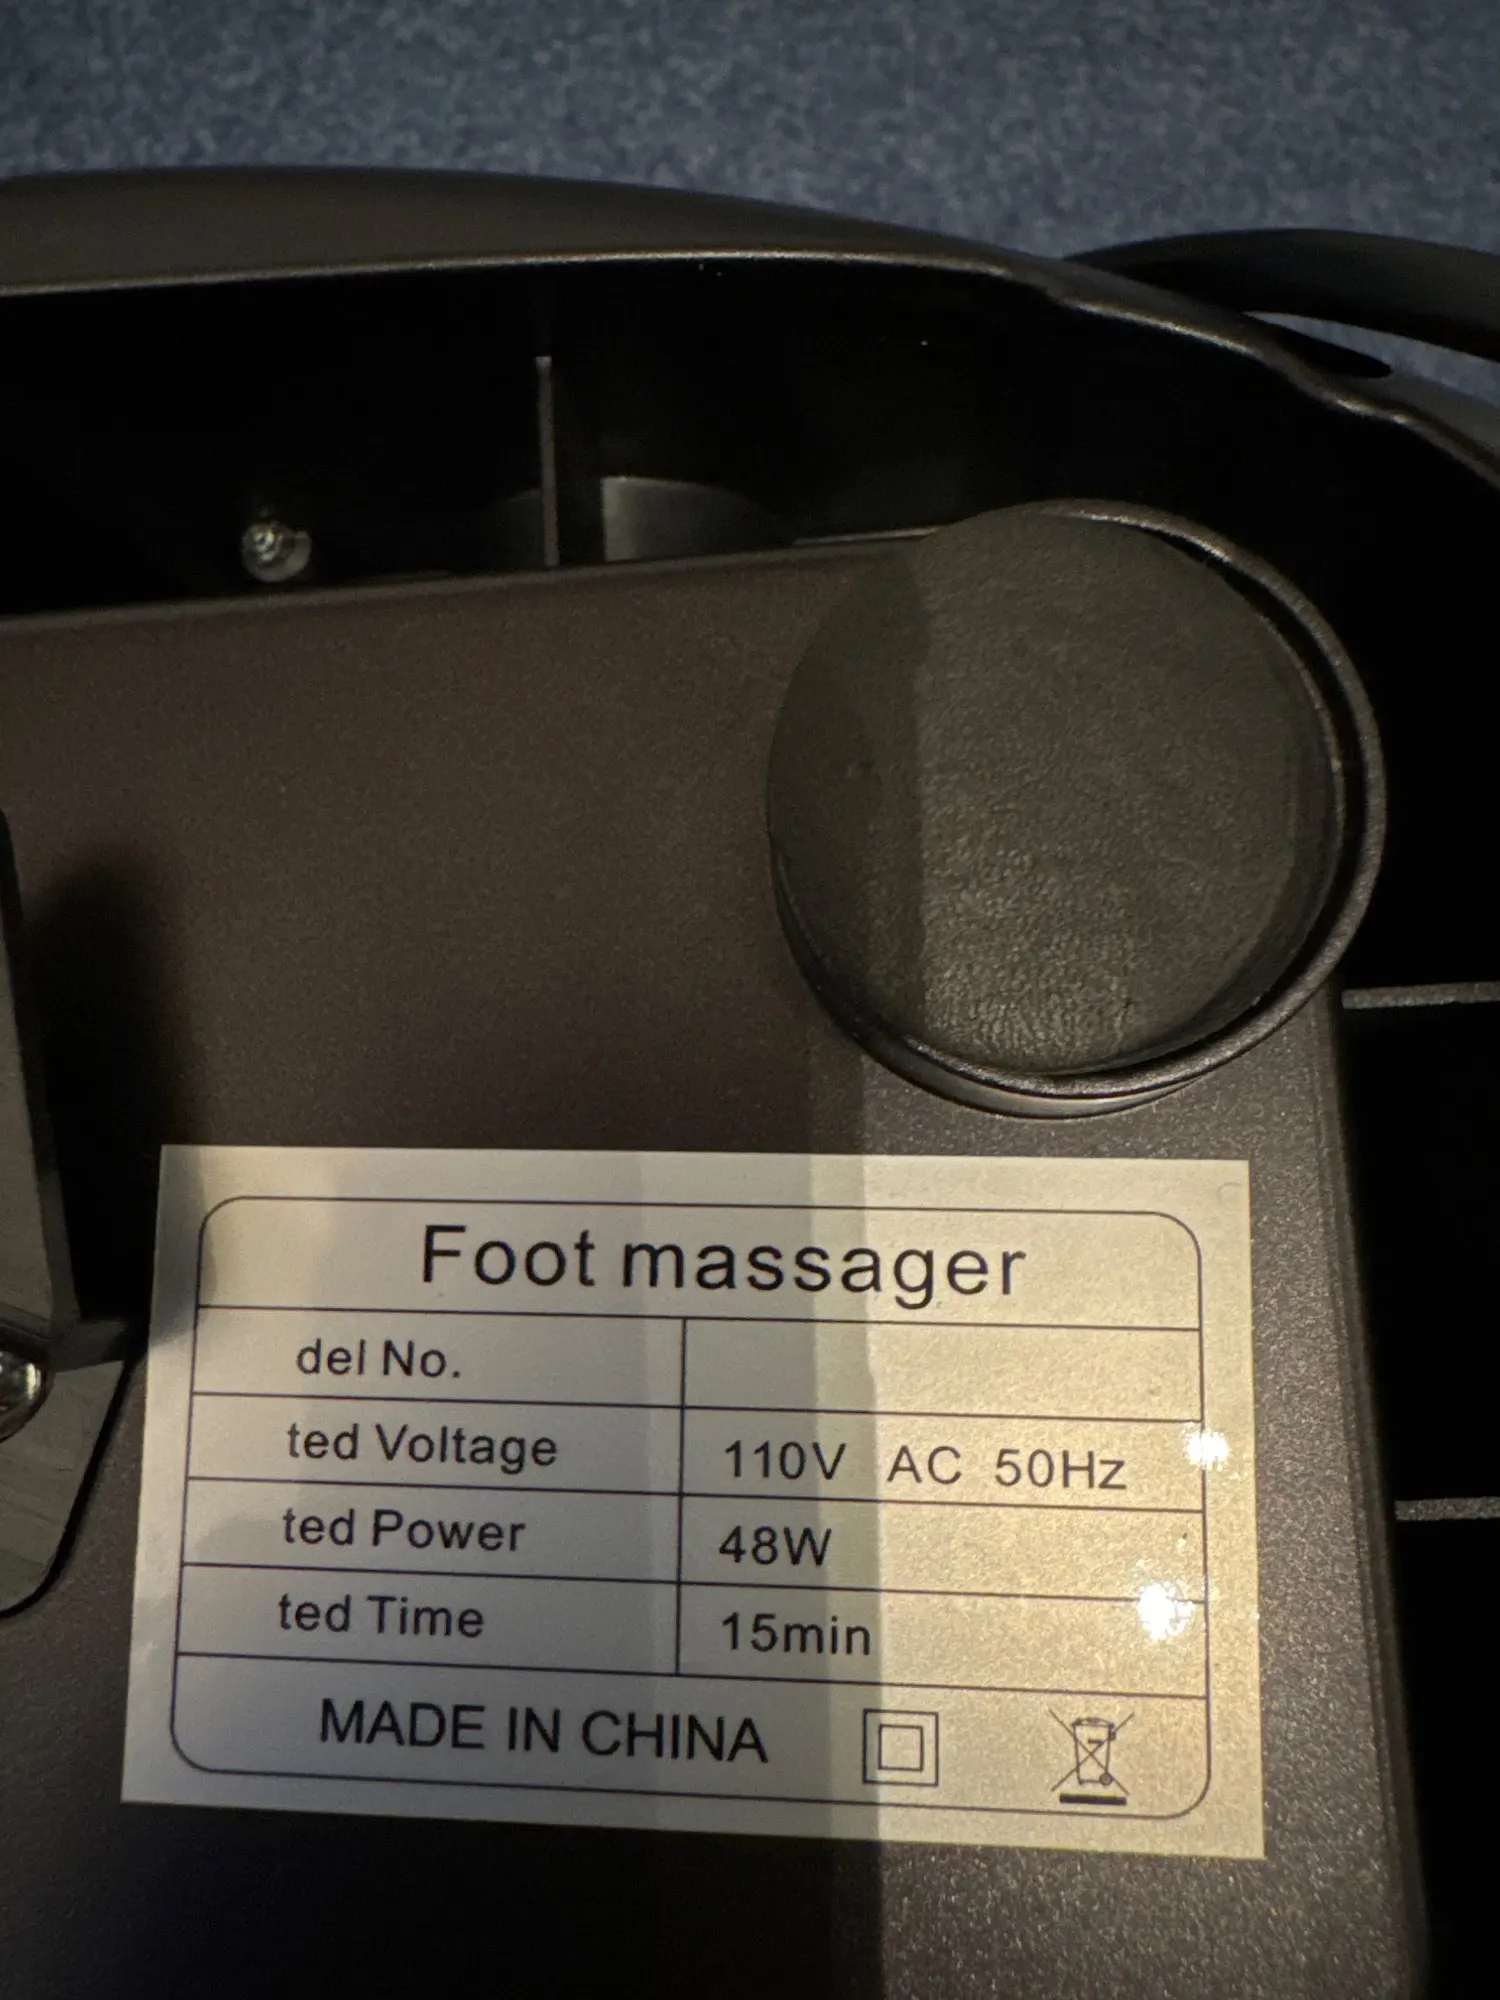 Foot massager
del No.
ted Voltage 110V AC 50Hz
ted Power 48W
ted Time 15min
MADE IN CHINA